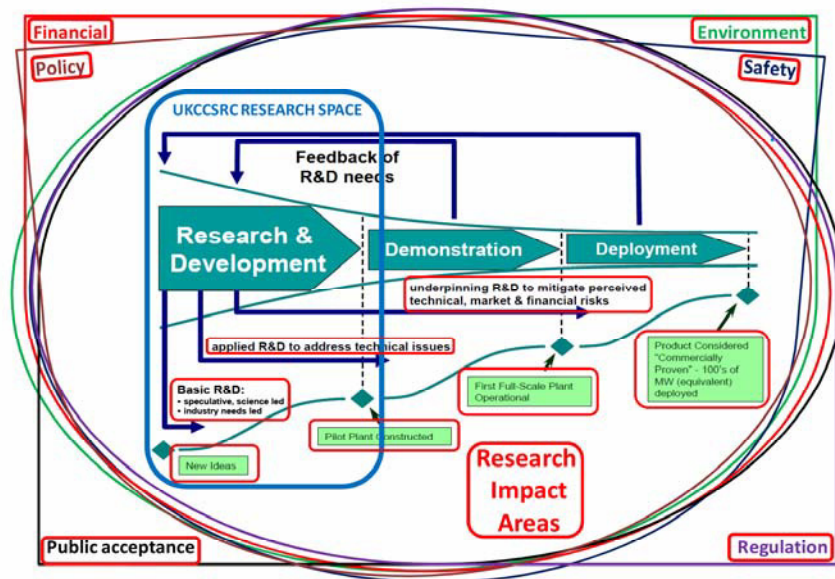 Financial
Environment
Policy
Safety
UKCCSRC RESEARCH SPACE
Feedback of
R&D needs
Research &
Development
Demonstration
Deployment
underpinning R&D to mitigate perceived
technical, market & financial risks
applied R&D to address technical issues
Basic R&D:
• speculative, science led
• industry needs led
New Ideas
Pilot Plant Constructed
First Full-Scale Plant
Operational
Product Considered
"Commercially
Proven" - 100's of
MW (equivalent)
deployed
Research
Impact
Areas
Public acceptance
Regulation